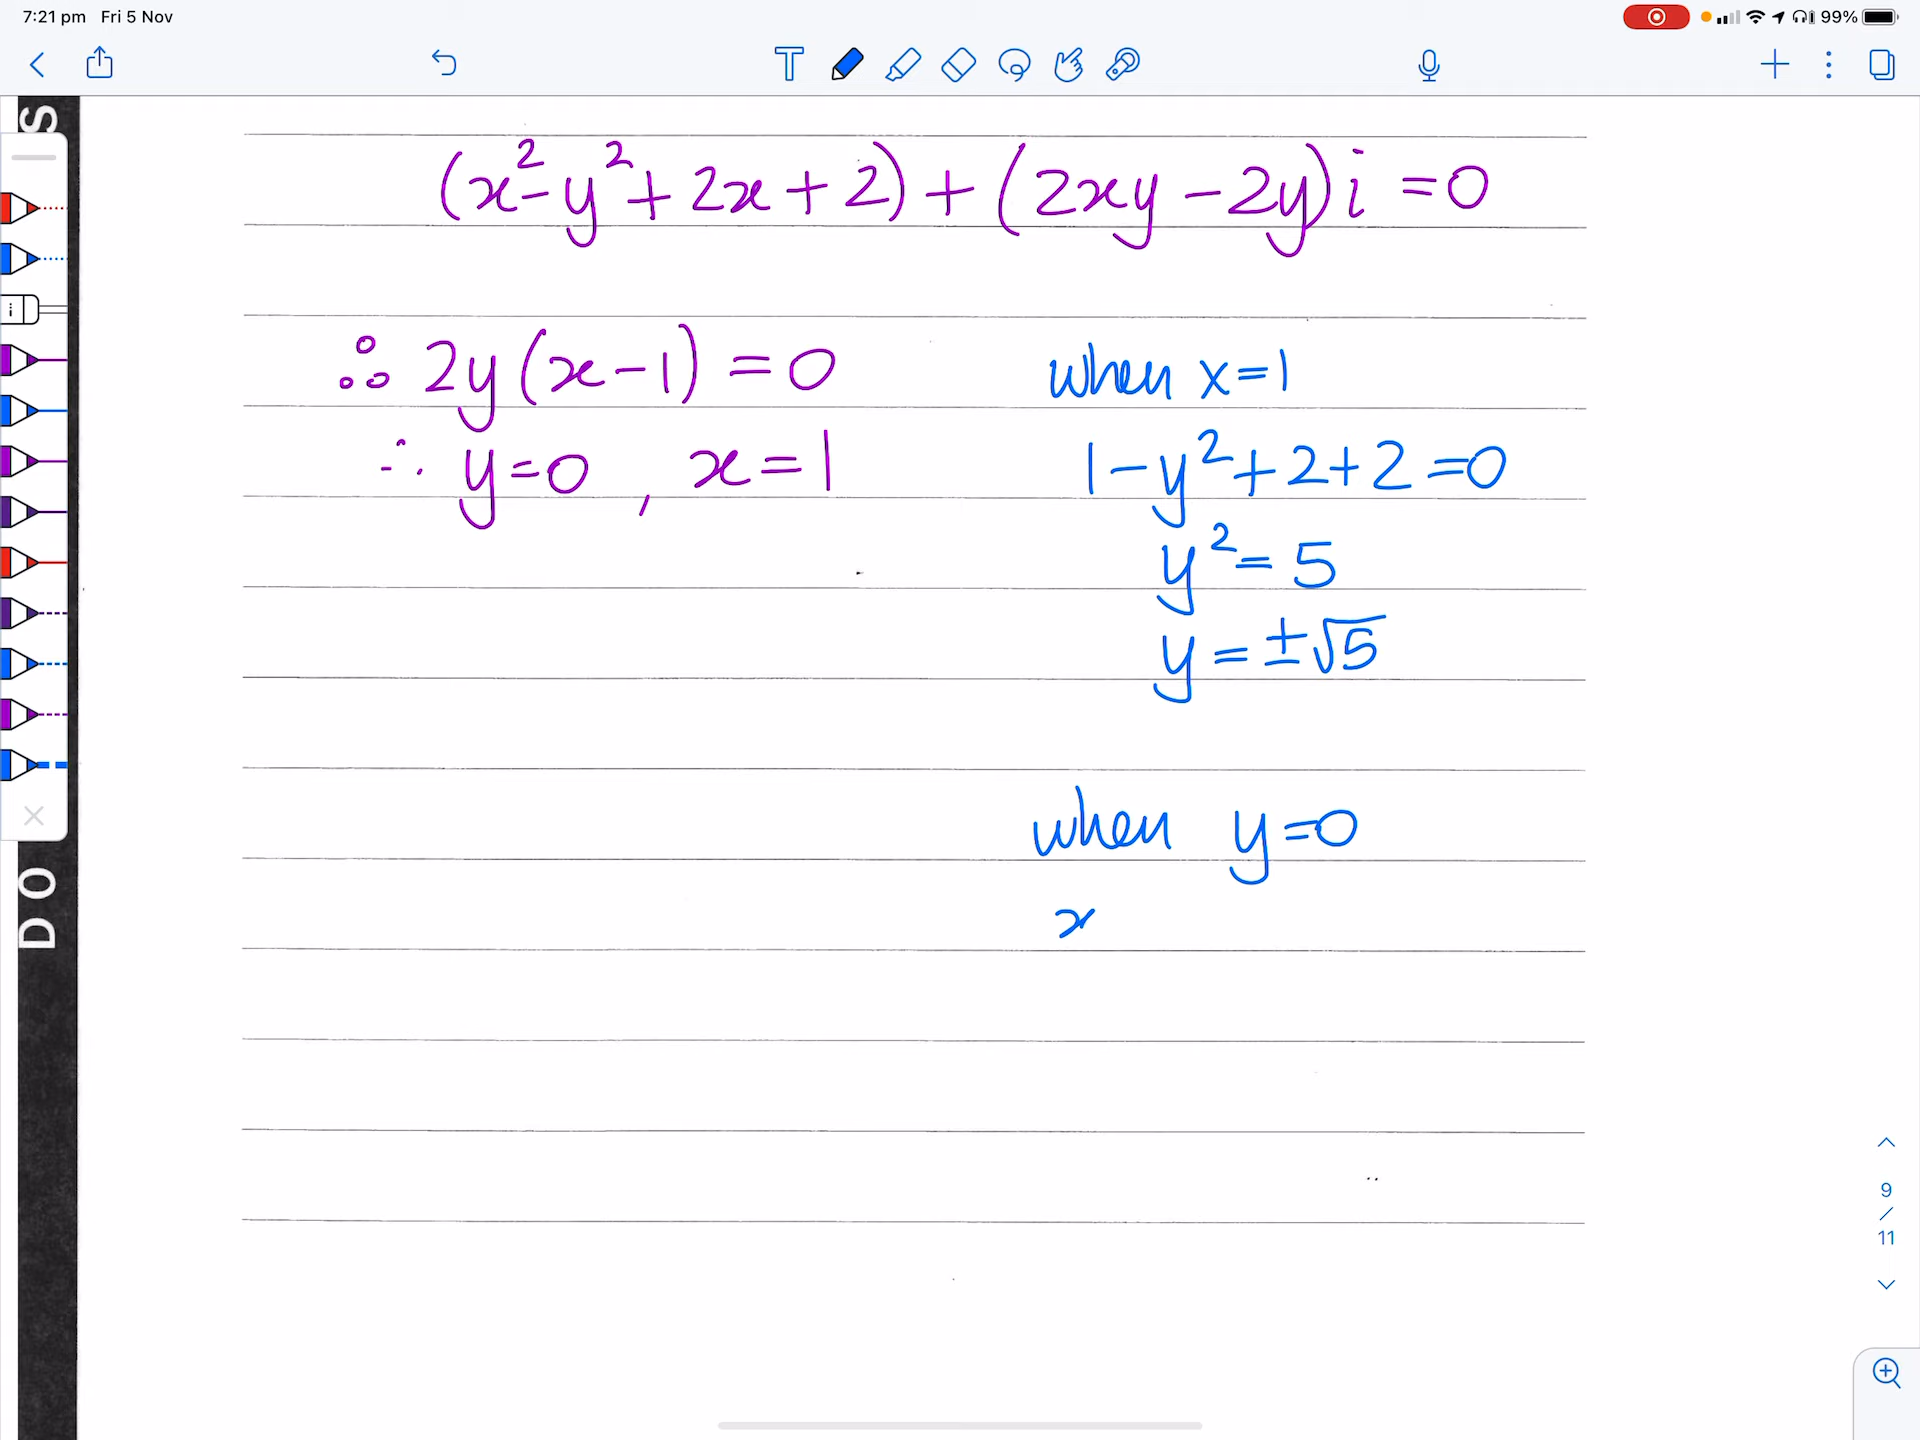 7:21 pm Fri 5 Nov
99%
T
S
(x²-y²+2x+2)+(2xy-2y)i=0
∴ 2y(x-1)=0
∴ y=0, x=1
when x=1
1-y²+2+2=0
y²=5
y=±√5
when y=0
x
DO
9
/
11